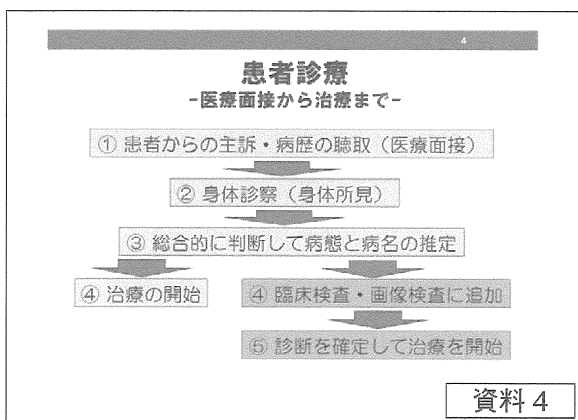 4
患者診療
-医療面接から治療まで-
① 患者からの主訴・病歴の聴取（医療面接）
② 身体診察（身体所見）
③ 総合的に判断して病態と病名の推定
④ 治療の開始
④ 臨床検査・画像検査に追加
⑤ 診断を確定して治療を開始
資料4